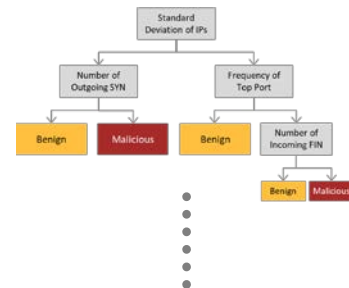 Standard
Deviation of IPs
Number of
Outgoing SYN
Frequency of
Top Port
Benign
Malicious
Benign
Number of
Incoming FIN
Benign
Malicious